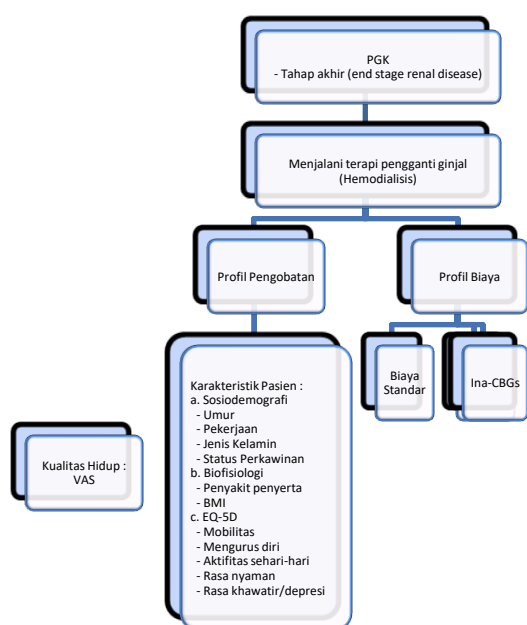 PGK
- Tahap akhir (end stage renal disease)
Menjalani terapi pengganti ginjal
(Hemodialisis)
Profil Pengobatan
Profil Biaya
Biaya
Standar
Ina-CBGs
Karakteristik Pasien :
a. Sosiodemografi
- Umur
- Pekerjaan
- Jenis Kelamin
- Status Perkawinan
b. Biofisiologi
- Penyakit penyerta
- BMI
c. EQ-5D
- Mobilitas
- Mengurus diri
- Aktifitas sehari-hari
- Rasa nyaman
- Rasa khawatir/depresi
Kualitas Hidup :
VAS